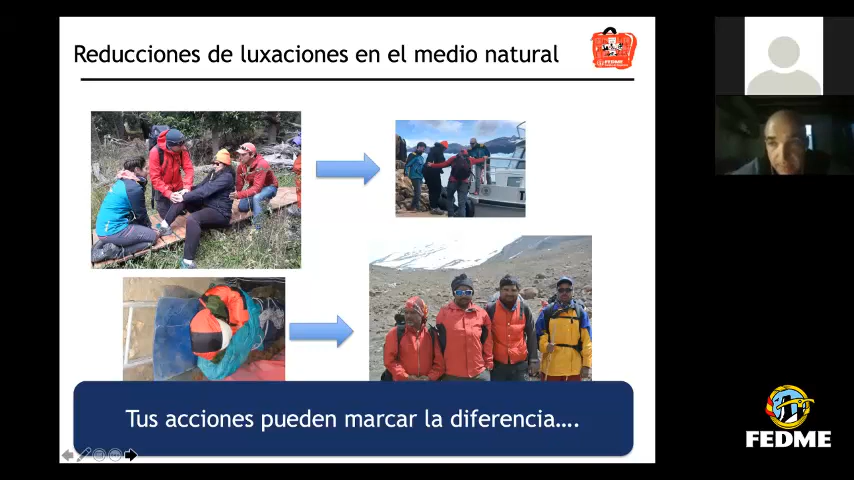 Reducciones de luxaciones en el medio natural
FEDME
Tus acciones pueden marcar la diferencia....
FEDME